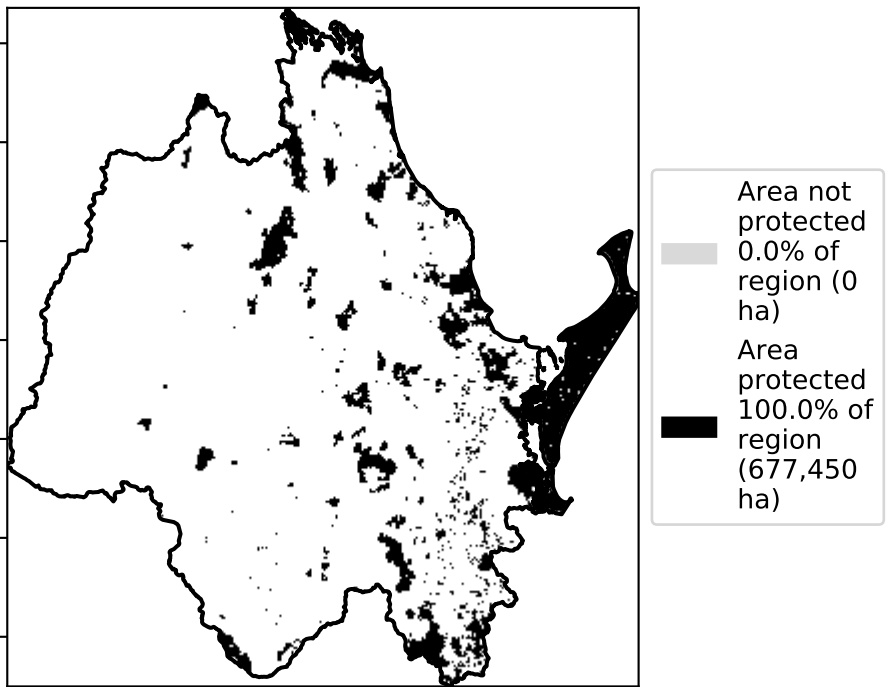 Area not
protected
0.0% of
region (0
ha)
Area
protected
100.0% of
region
(677,450
ha)